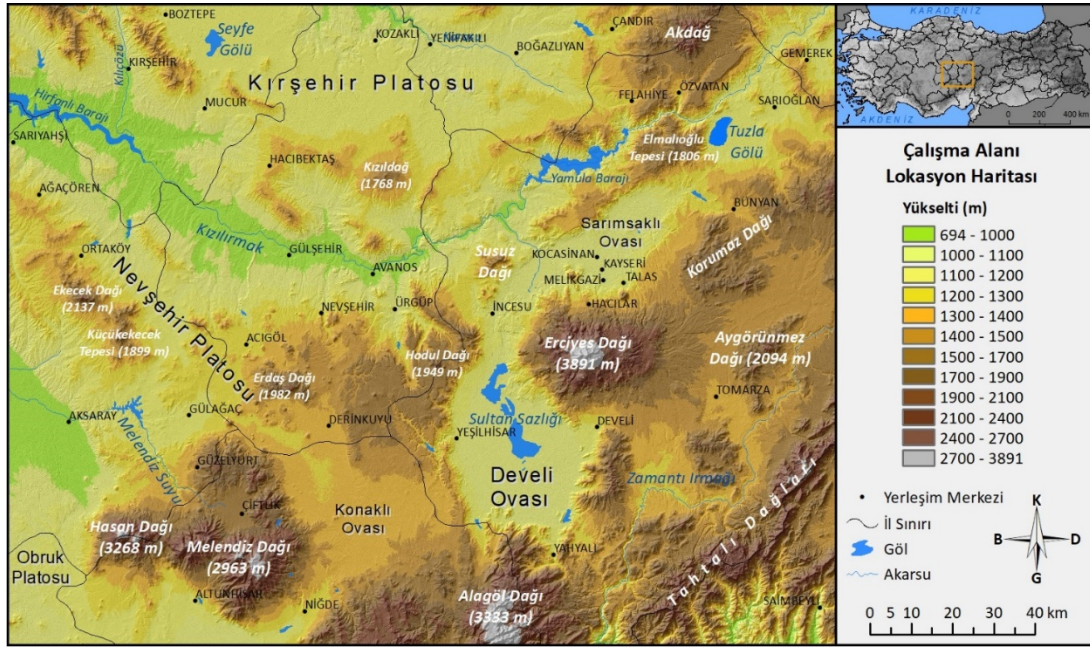 BOZTEPE
Seyfe
Gölü
KOZAKLI
YENİFAKILI
BOĞAZLIYAN
ÇANDIR
Akdağ
GEMEREK
Kılıçözü
KIRŞEHİR
Kırşehir Platosu
FELAHİYE
ÖZVATAN
SARIOĞLAN
Hirfanlı Barajı
MUCUR
SARIYAHŞİ
Elmalıoğlu
Tepesi (1806 m)
Tuzla
Gölü
HACIBEKTAŞ
Kızıldağ
(1768 m)
Yamula Barajı
AĞAÇÖREN
BÜNYAN
Sarımsaklı
Ovası
Korumaz Dağı
ORTAKÖY
Kızılırmak
GÜLŞEHİR
AVANOS
Susuz
Dağı
KOCASİNAN
KAYSERİ
MELİKGAZİ
TALAS
Nevşehir Platosu
Ekecek Dağı
(2137 m)
NEVŞEHİR
ÜRGÜP
İNCESU
HACILAR
Küçükekecek
Tepesi (1899 m)
ACIGÖL
Hodul Dağı
(1949 m)
Erciyes Dağı
(3891 m)
Aygörünmez
Dağı (2094 m)
Erdaş Dağı
(1982 m)
TOMARZA
AKSARAY
GÜLAĞAÇ
DERİNKUYU
Sultan Sazlığı
YEŞİLHİSAR
DEVELİ
Melendiz Suyu
GÜZELYURT
Develi
Ovası
Zamantı Irmağı
Tahtalı Dağları
ÇİFTLİK
Konaklı
Ovası
Hasan Dağı
(3268 m)
Melendiz Dağı
(2963 m)
Obruk
Platosu
YAHYALI
ALTUNHİSAR
NİĞDE
Alagöl Dağı
(3333 m)
SAİMBEYLİ
KARADENİZ
AKDENİZ
0 100 200 400 km
Çalışma Alanı
Lokasyon Haritası
Yükselti (m)
694 - 1000
1000 - 1100
1100 - 1200
1200 - 1300
1300 - 1400
1400 - 1500
1500 - 1700
1700 - 1900
1900 - 2100
2100 - 2400
2400 - 2700
2700 - 3891
Yerleşim Merkezi
İl Sınırı
Göl
Akarsu
K
B D
G
0 5 10 20 30 40 km